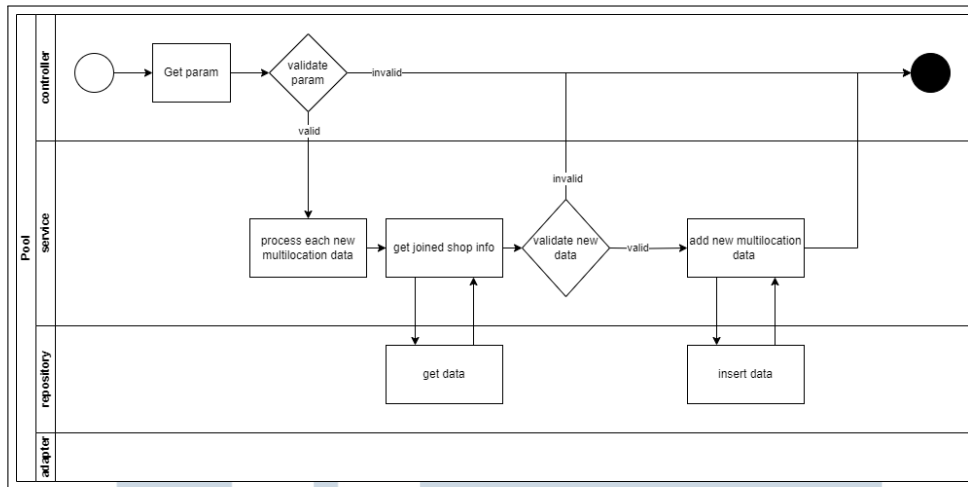 Pool
controller
Get param
validate
param
invalid
valid
service
process each new
multilocation data
get joined shop info
invalid
validate new
data
valid
add new multilocation
data
repository
get data
insert data
adapter